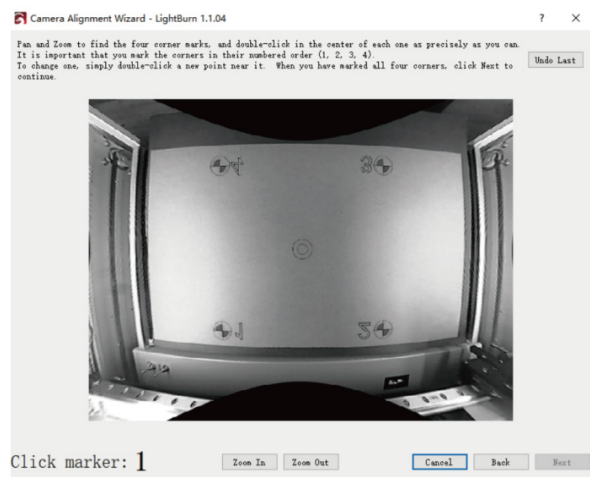 Camera Alignment Wizard - LightBurn 1.1.04
Pan and Zoom to find the four corner marks, and double-click in the center of each one as precisely as you can.
It is important that you mark the corners in their numbered order (1, 2, 3, 4).
To change one, simply double-click a new point near it. When you have marked all four corners, click Next to
continue.
Undo Last
4 3
1 2
Click marker: 1
Zoom In Zoom Out Cancel Back Next